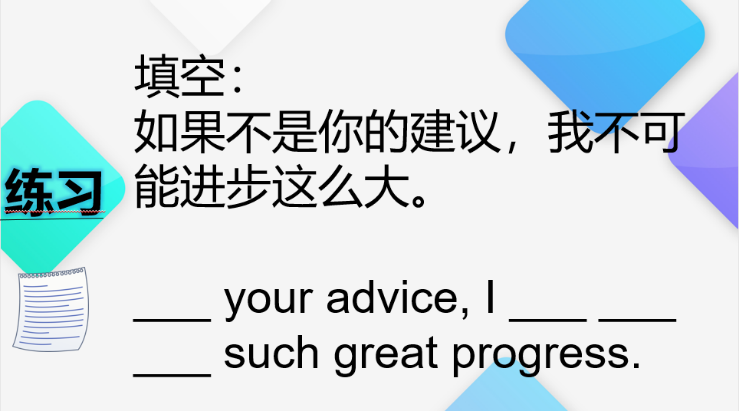 填空：
如果不是你的建议，我不可
能进步这么大。
练习
___ your advice, I ___ ___
___ such great progress.